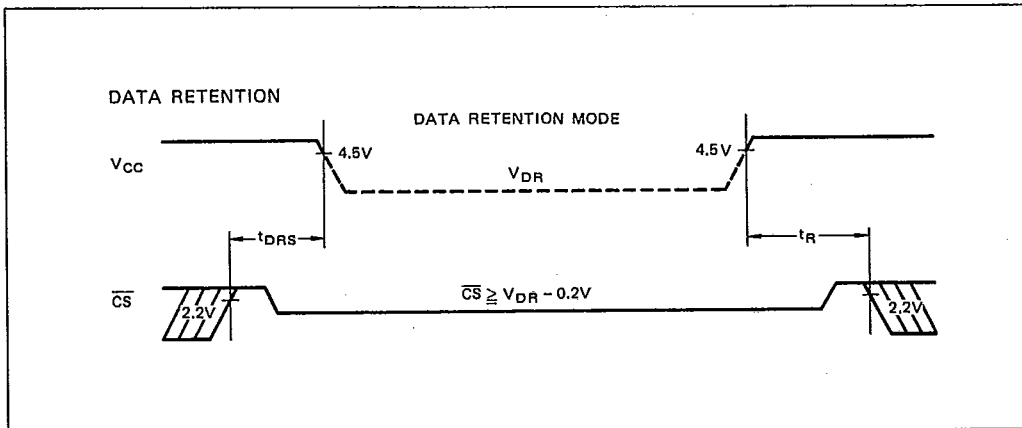 DATA RETENTION
DATA RETENTION MODE
VCC
4.5V
4.5V
VDR
tDRS
tR
CS
2.2V
CS ≧ VDR − 0.2V
2.2V